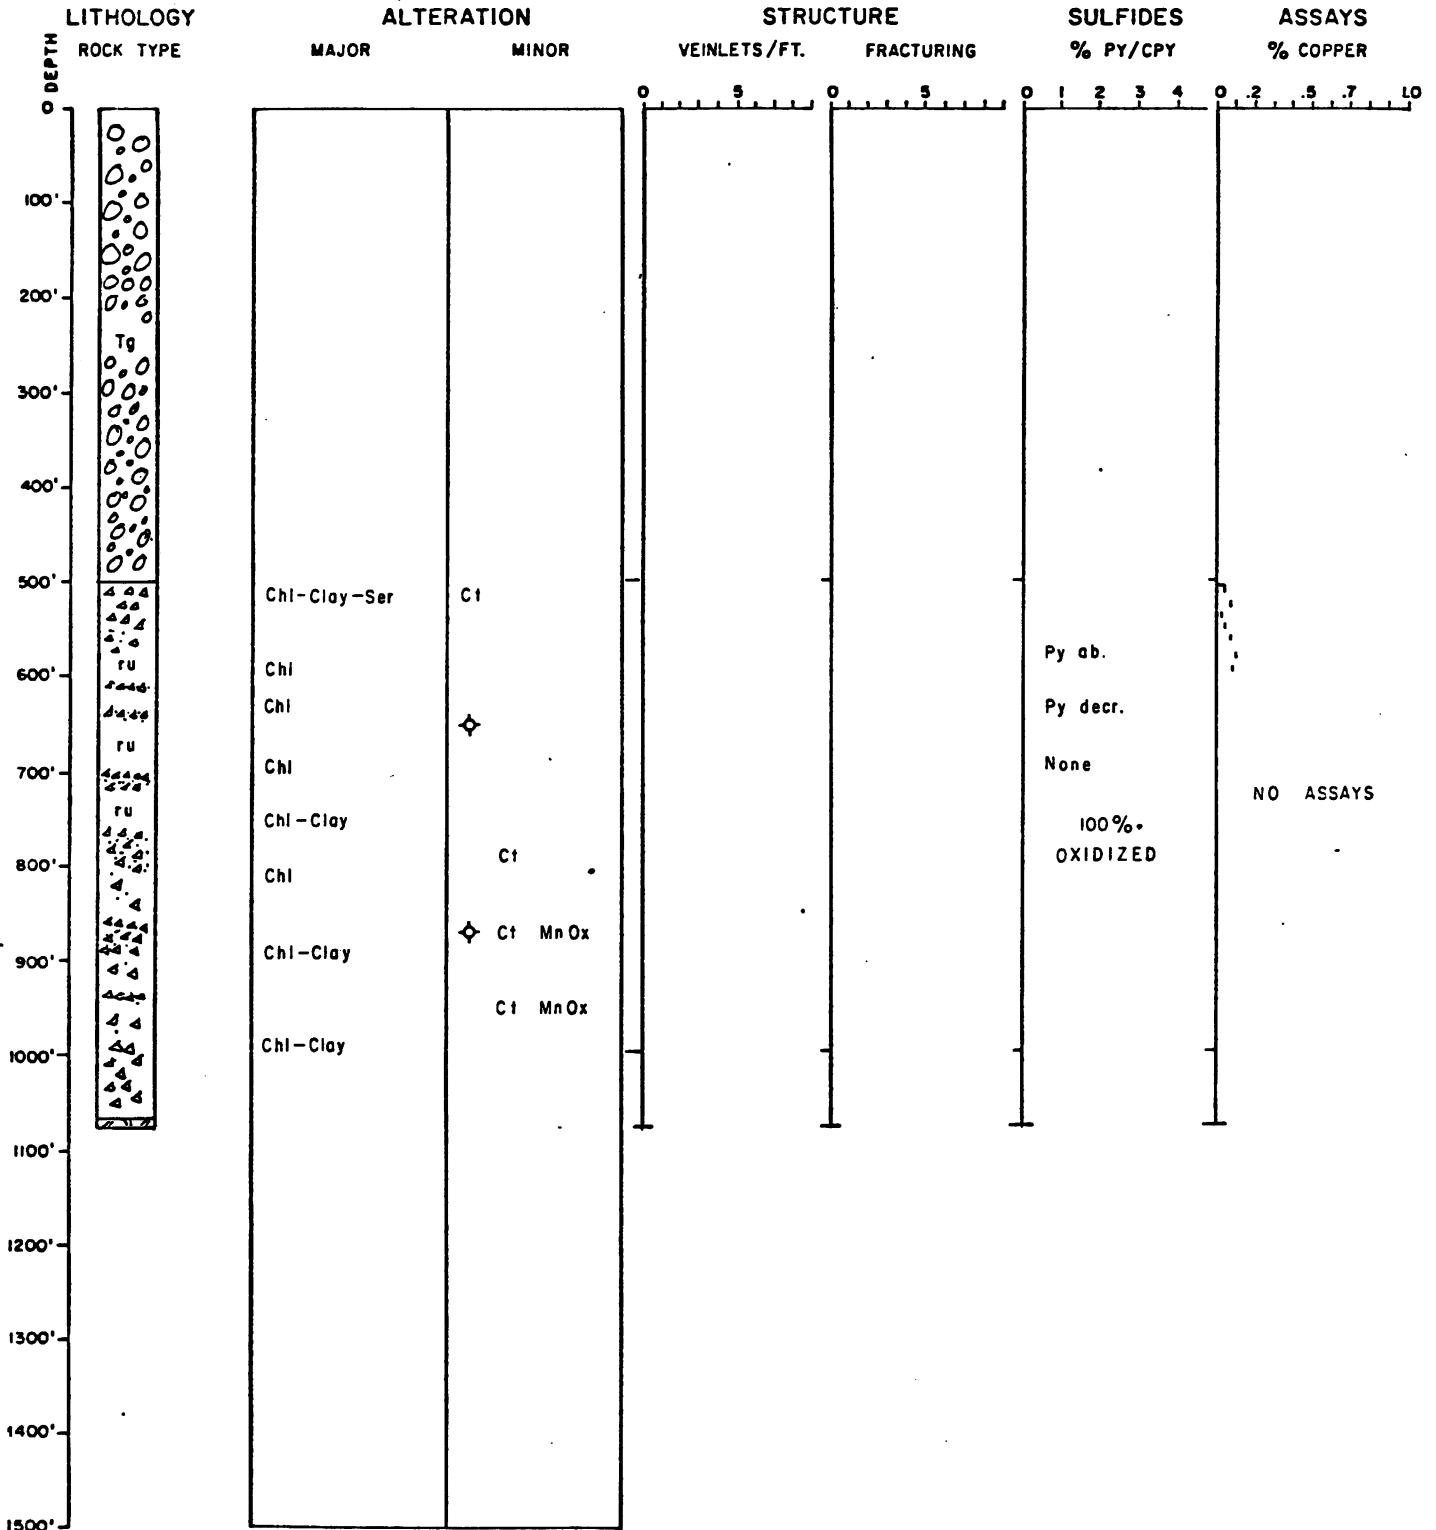 LITHOLOGY ALTERATION STRUCTURE SULFIDES ASSAYS
DEPTH ROCK TYPE MAJOR MINOR VEINLETS/FT. FRACTURING % PY/CPY % COPPER
0 5 0 5 0 1 2 3 4 0 .2 .5 .7 1.0
0
100'
200'
Tg
300'
400'
500'
Chl-Clay-Ser Ct
Py ab.
ru Chl
600'
Chl Py decr.
ru
None
700' Chl
NO ASSAYS
ru
Chl-Clay 100%
Ct OXIDIZED
800'
Chl
Ct MnOx
Chl-Clay
900'
Ct MnOx
Chl-Clay
1000'
1100'
1200'
1300'
1400'
1500'